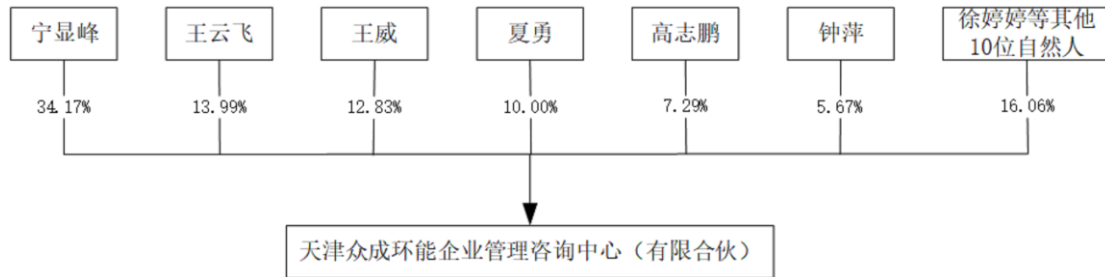 宁显峰
王云飞
王威
夏勇
高志鹏
钟萍
徐婷婷等其他
10位自然人
34.17%
13.99%
12.83%
10.00%
7.29%
5.67%
16.06%
天津众成环能企业管理咨询中心（有限合伙）